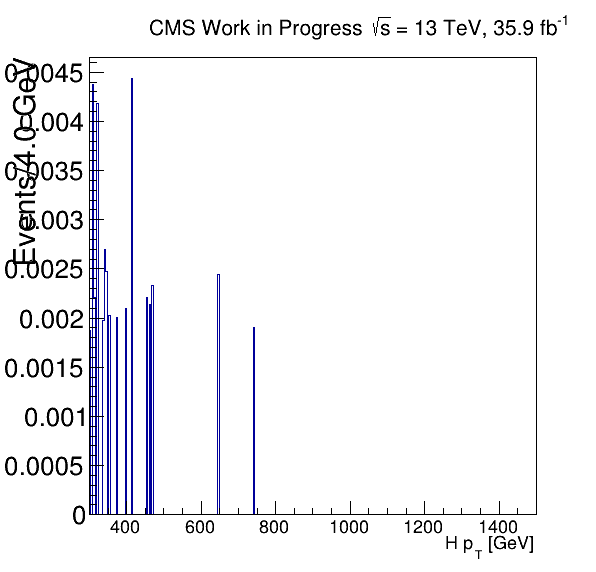 CMS Work in Progress √s = 13 TeV, 35.9 fb⁻¹
Events/4.0 GeV
0.0045
0.004
0.0035
0.003
0.0025
0.002
0.0015
0.001
0.0005
0
400 600 800 1000 1200 1400
H p_T [GeV]